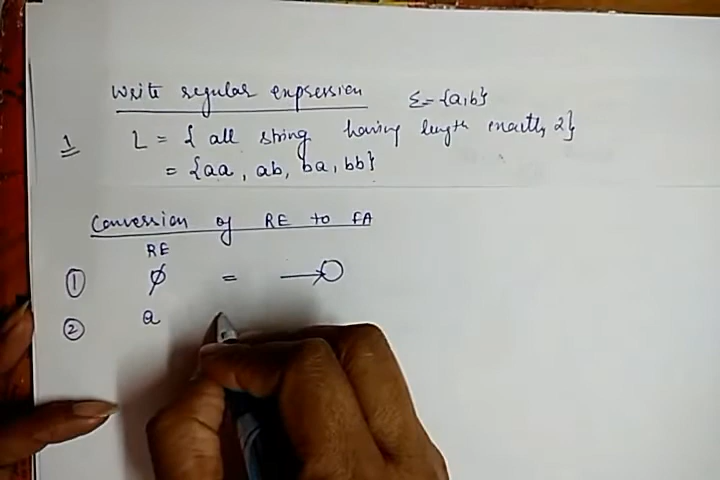 Write regular expression Σ = {a,b}
1 L = { all string having length exactly 2}
= {aa, ab, ba, bb}
Conversion of RE to FA
RE
① ϕ = →○
② a